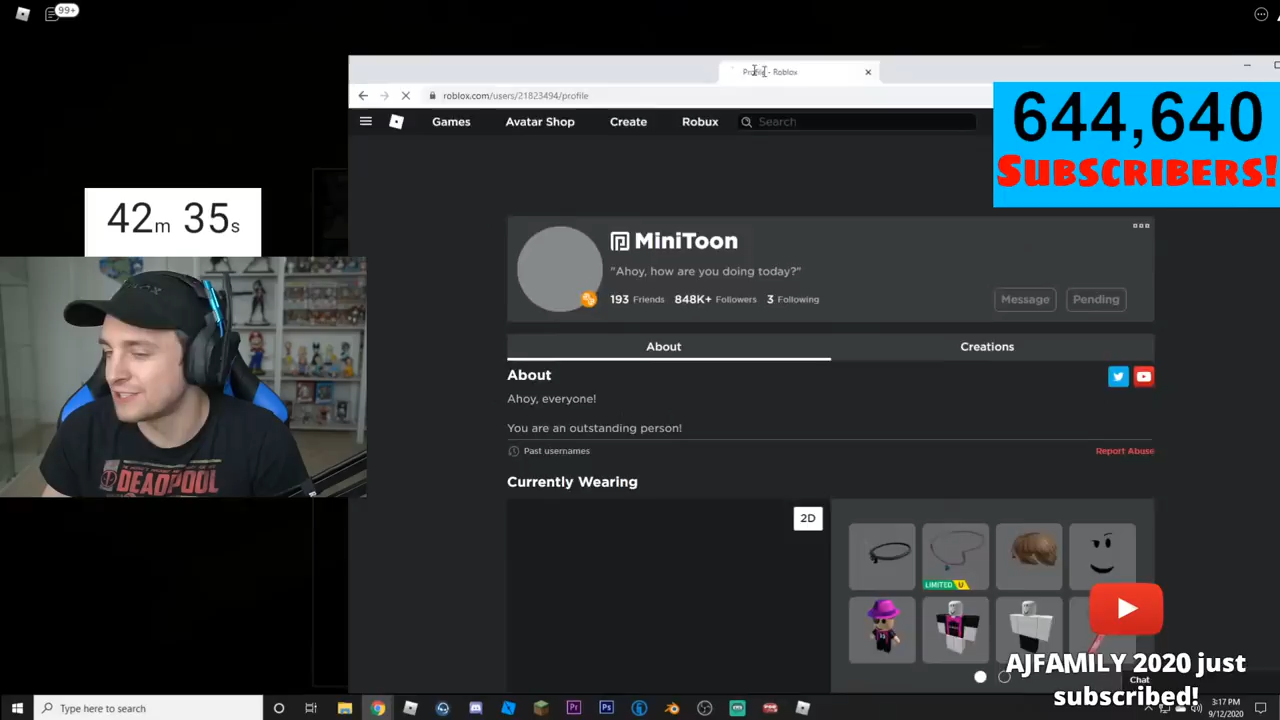 99+
Profile - Roblox
roblox.com/users/21823494/profile
Games Avatar Shop Create Robux Search
644,640
SUBSCRIBERS!
42m 35s
MiniToon
"Ahoy, how are you doing today?"
193 Friends 848K+ Followers 3 Following
Message Pending
About Creations
About
Ahoy, everyone!
You are an outstanding person!
Past usernames Report Abuse
Currently Wearing
2D
LIMITED U
DEADPOOL
AJFAMILY 2020 just
subscribed!
Chat
Type here to search
3:17 PM
9/12/2020